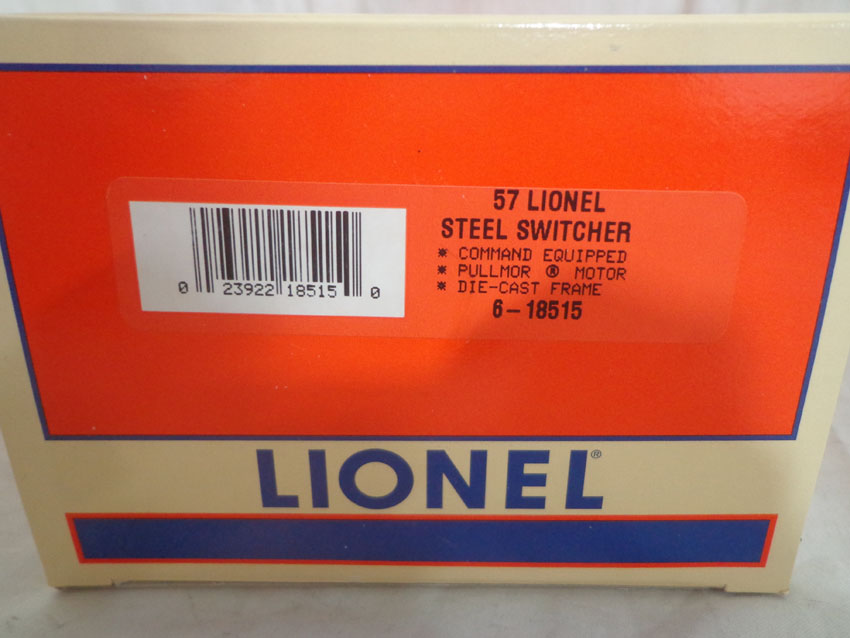 57 LIONEL
STEEL SWITCHER
* COMMAND EQUIPPED
* PULLMOR ® MOTOR
* DIE-CAST FRAME
6-18515
0 23922 18515 0
LIONEL®